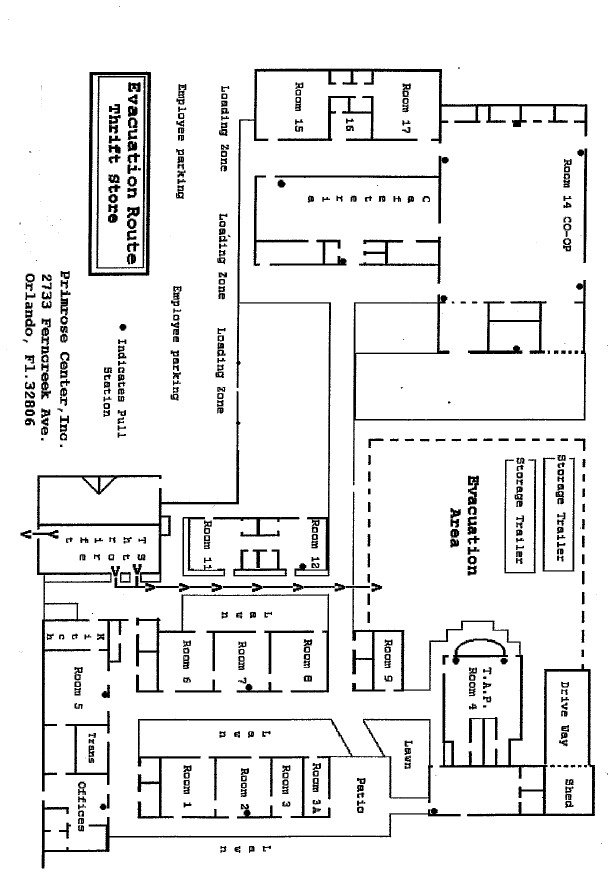 Evacuation Route
Thrift Store
Primrose Center, Inc.
2733 Ferncreek Ave.
Orlando, Fl. 32806
Indicates Pull
Station
Employee parking
Employee parking
Loading Zone
Loading Zone
Loading Zone
Room 15
16
Room 17
Cafeteria
Room 14 CO-OP
Storage Trailer
Storage Trailer
Evacuation
Area
Room 11
Room 12
Thrift
Store
Lawn
Kitch
Room 5
Trans
Offices
Room 6
Room 7
Room 8
Room 9
T.A.P.
Room 4
Drive Way
Shed
Lawn
Lawn
Patio
Room 1
Room 2
Room 3
Room 3A
Lawn